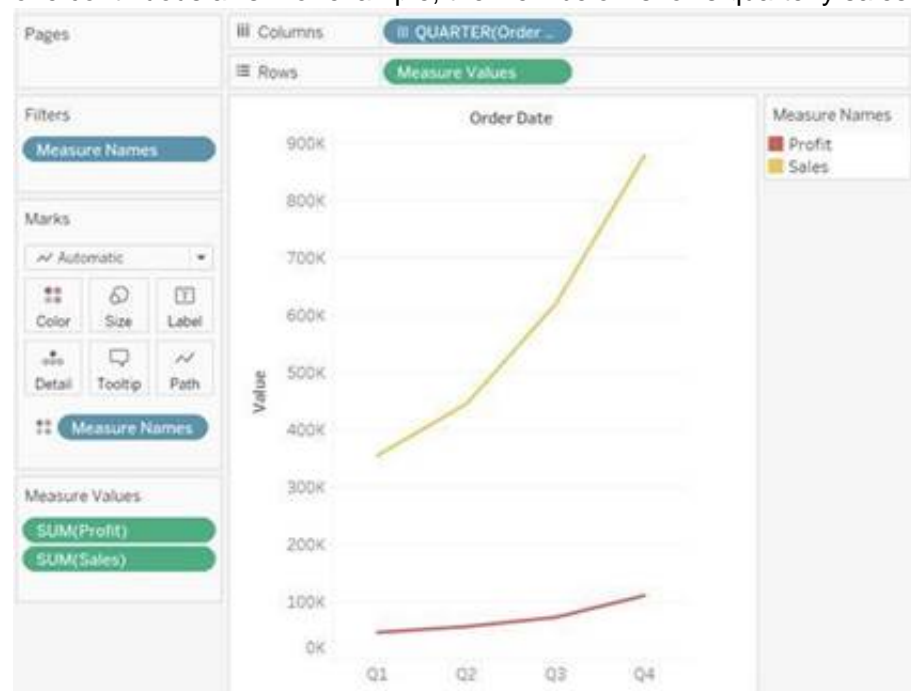 Pages
Columns
QUARTER(Order ..
Rows
Measure Values
Filters
Measure Names
Marks
Automatic
Color
Size
Label
Detail
Tooltip
Path
Measure Names
Measure Values
SUM(Profit)
SUM(Sales)
Order Date
900K
800K
700K
600K
500K
400K
300K
200K
100K
0K
Value
Q1 Q2 Q3 Q4
Measure Names
Profit
Sales